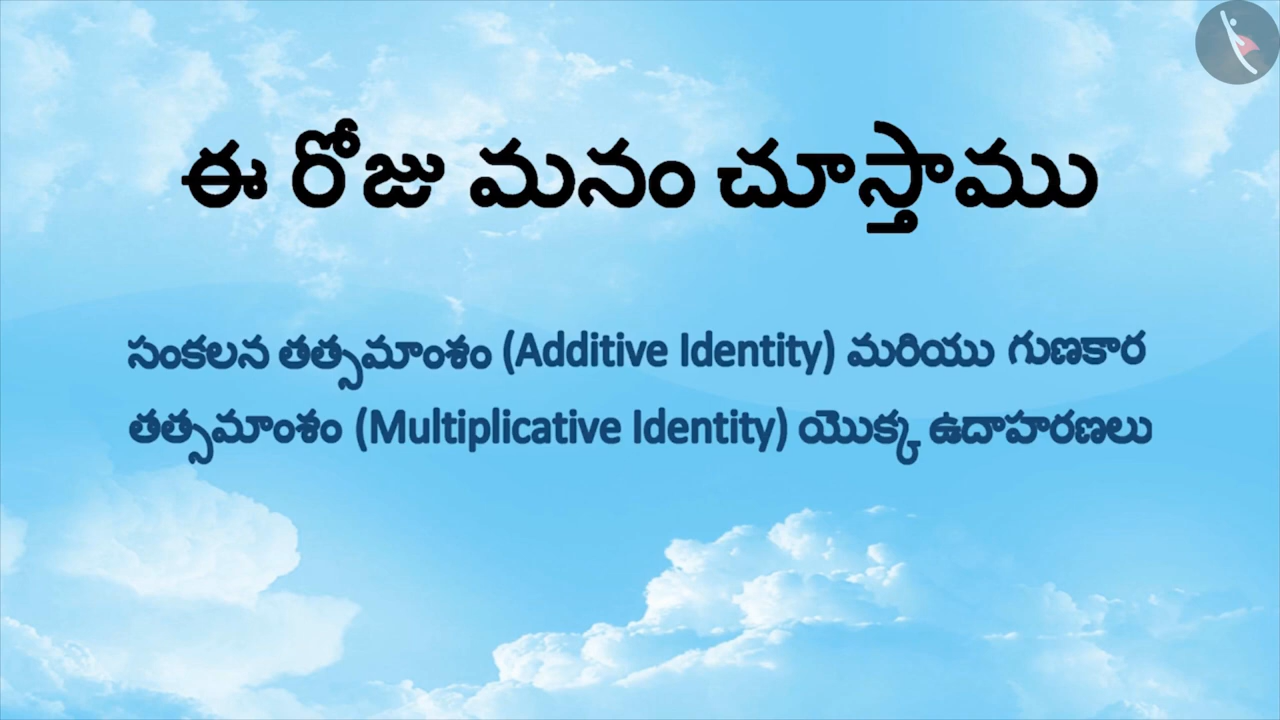 ఈ రోజు మనం చూస్తాము
సంకలన తత్సమాంశం (Additive Identity) మరియు గుణకార
తత్సమాంశం (Multiplicative Identity) యొక్క ఉదాహరణలు